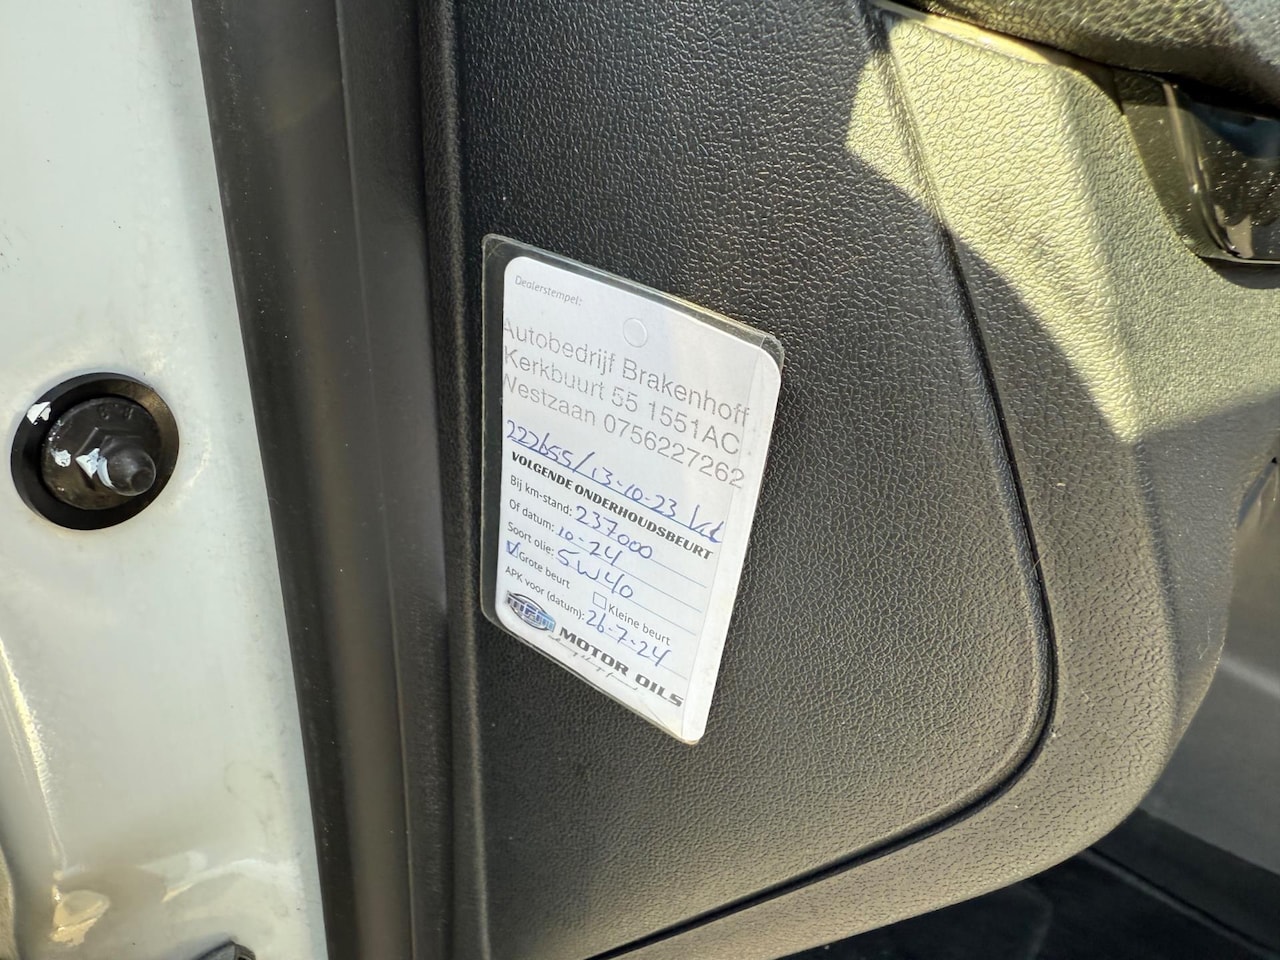 Dealerstempel:
Autobedrijf Brakenhoff
Kerkbuurt 55 1551AC
Westzaan 0756227262
222655/13-10-23
VOLGENDE ONDERHOUDSBEURT
Bij km-stand: 237000
Of datum: 10-24
Soort olie: 5W40
Grote beurt Kleine beurt
APK voor (datum): 26-7-24
MOTOR OILS